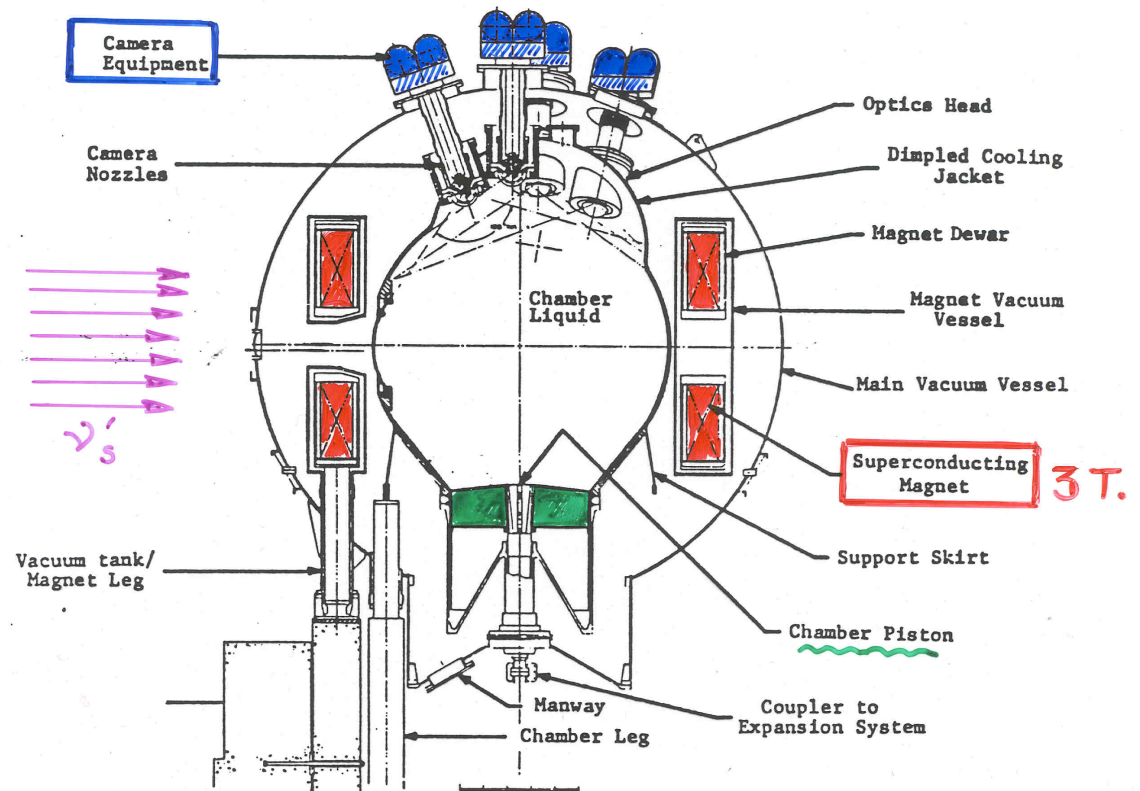 Camera
Equipment
Camera
Nozzles
Optics Head
Dimpled Cooling
Jacket
Magnet Dewar
Chamber
Liquid
Magnet Vacuum
Vessel
Main Vacuum Vessel
ν's
Superconducting
Magnet
3 T.
Vacuum tank/
Magnet Leg
Support Skirt
Chamber Piston
Manway
Coupler to
Expansion System
Chamber Leg